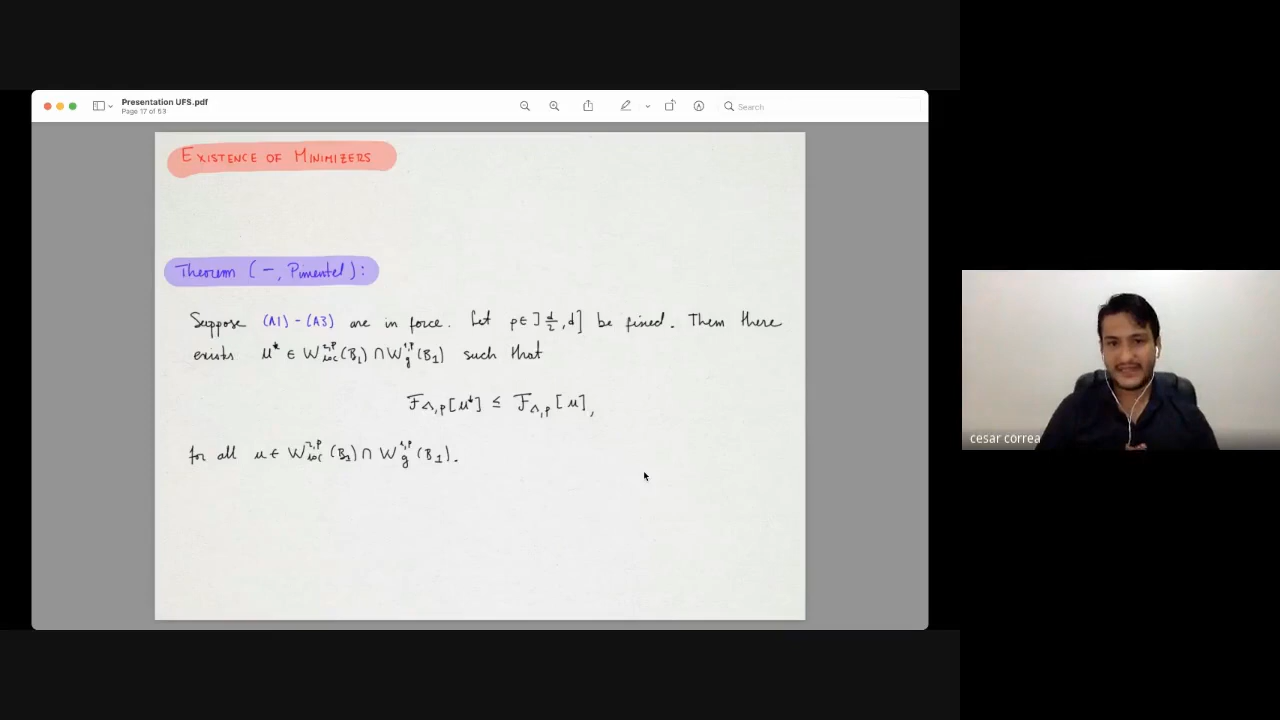 Presentation UFS.pdf
Page 17 of 53
Search
EXISTENCE OF MINIMIZERS
Theorem (—, Pimentel):
Suppose (A1) - (A3) are in force. Let p ∈ ]d/2, d] be fixed. Them there
exists u* ∈ W^{2,p}_{loc}(B_1) ∩ W^{1,p}_g(B_1) such that
F_{Λ,p}[u*] ≤ F_{Λ,p}[u],
for all u ∈ W^{2,p}_{loc}(B_1) ∩ W^{1,p}_g(B_1).
cesar correa